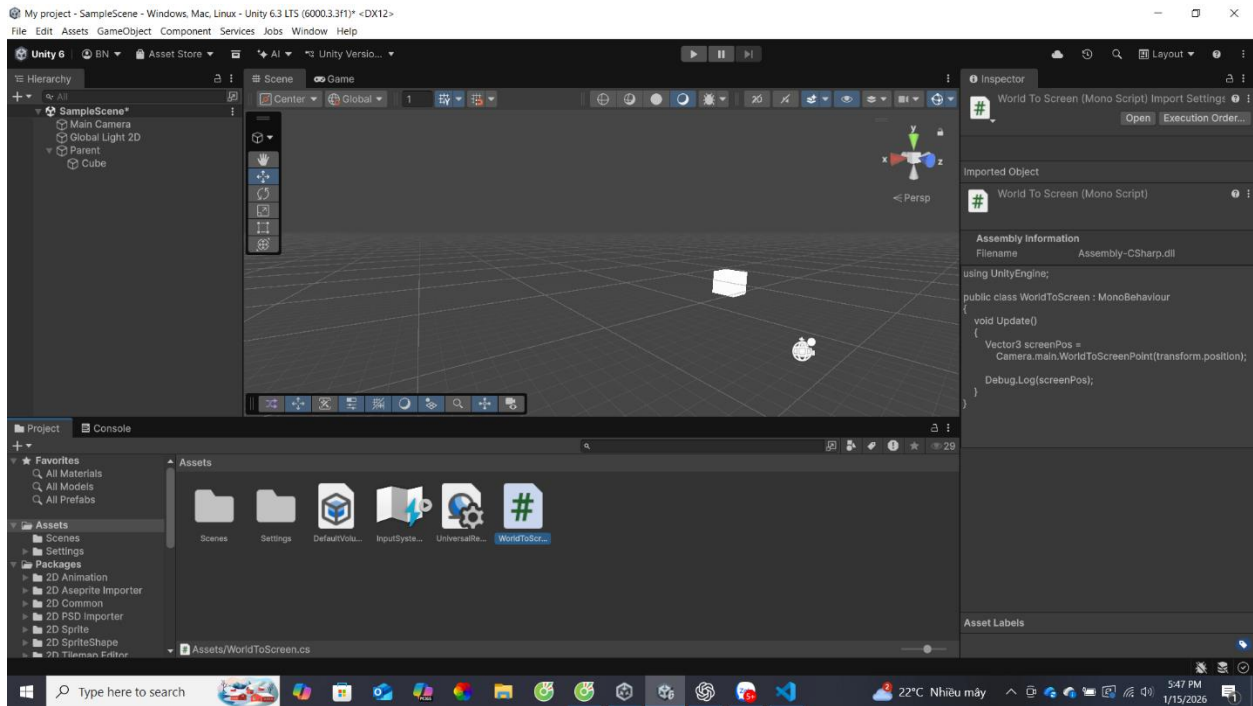 My project - SampleScene - Windows, Mac, Linux - Unity 6.3 LTS (6000.3.3f1)* <DX12>
File Edit Assets GameObject Component Services Jobs Window Help
Unity 6 BN Asset Store AI Unity Versio... Layout
Hierarchy
All
SampleScene*
Main Camera
Global Light 2D
Parent
Cube
Scene Game
Center Global 1 2D
y
x z
Persp
Inspector
World To Screen (Mono Script) Import Settings
Open Execution Order...
Imported Object
World To Screen (Mono Script)
#
Assembly Information
Filename Assembly-CSharp.dll
using UnityEngine;
public class WorldToScreen : MonoBehaviour
{
void Update()
{
Vector3 screenPos =
Camera.main.WorldToScreenPoint(transform.position);
Debug.Log(screenPos);
}
}
Project Console
29
Favorites
All Materials
All Models
All Prefabs
Assets
Scenes
Settings
Packages
2D Animation
2D Aseprite Importer
2D Common
2D PSD Importer
2D Sprite
2D SpriteShape
2D Tilemap Editor
Assets
#
Scenes Settings DefaultVolu... InputSyste... UniversalRe... WorldToScr...
Assets/WorldToScreen.cs
Asset Labels
Type here to search
22°C Nhiều mây
5:47 PM
1/15/2026